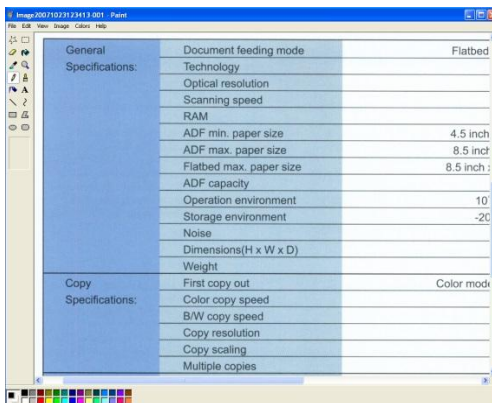 Image20071023123413-001 - Paint
File Edit View Image Colors Help
General Document feeding mode Flatbed
Specifications: Technology
Optical resolution
Scanning speed
RAM
ADF min. paper size 4.5 inch
ADF max. paper size 8.5 inch
Flatbed max. paper size 8.5 inch
ADF capacity
Operation environment 10
Storage environment -20
Noise
Dimensions(H x W x D)
Weight
Copy First copy out Color mode
Specifications: Color copy speed
B/W copy speed
Copy resolution
Copy scaling
Multiple copies